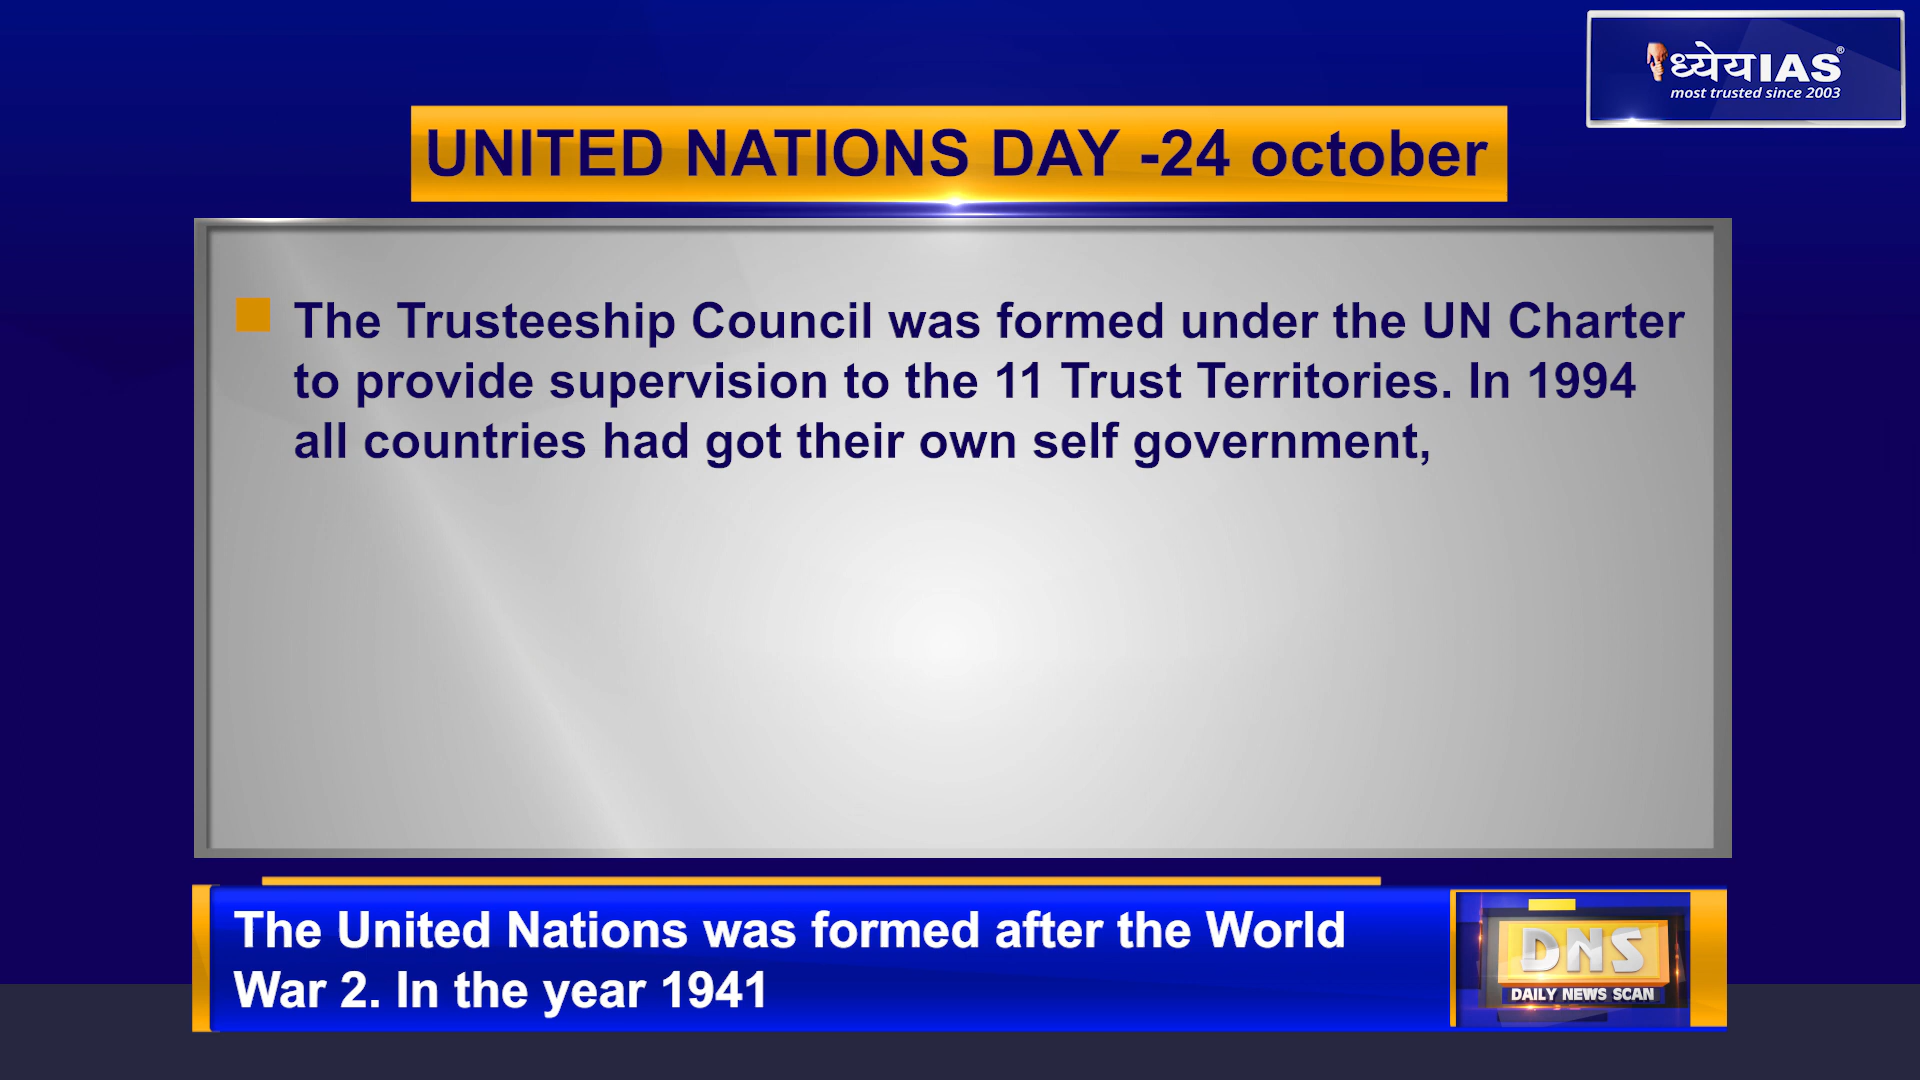 ध्येयIAS®
most trusted since 2003
UNITED NATIONS DAY -24 october
The Trusteeship Council was formed under the UN Charter
to provide supervision to the 11 Trust Territories. In 1994
all countries had got their own self government,
The United Nations was formed after the World
War 2. In the year 1941
DNS
DAILY NEWS SCAN